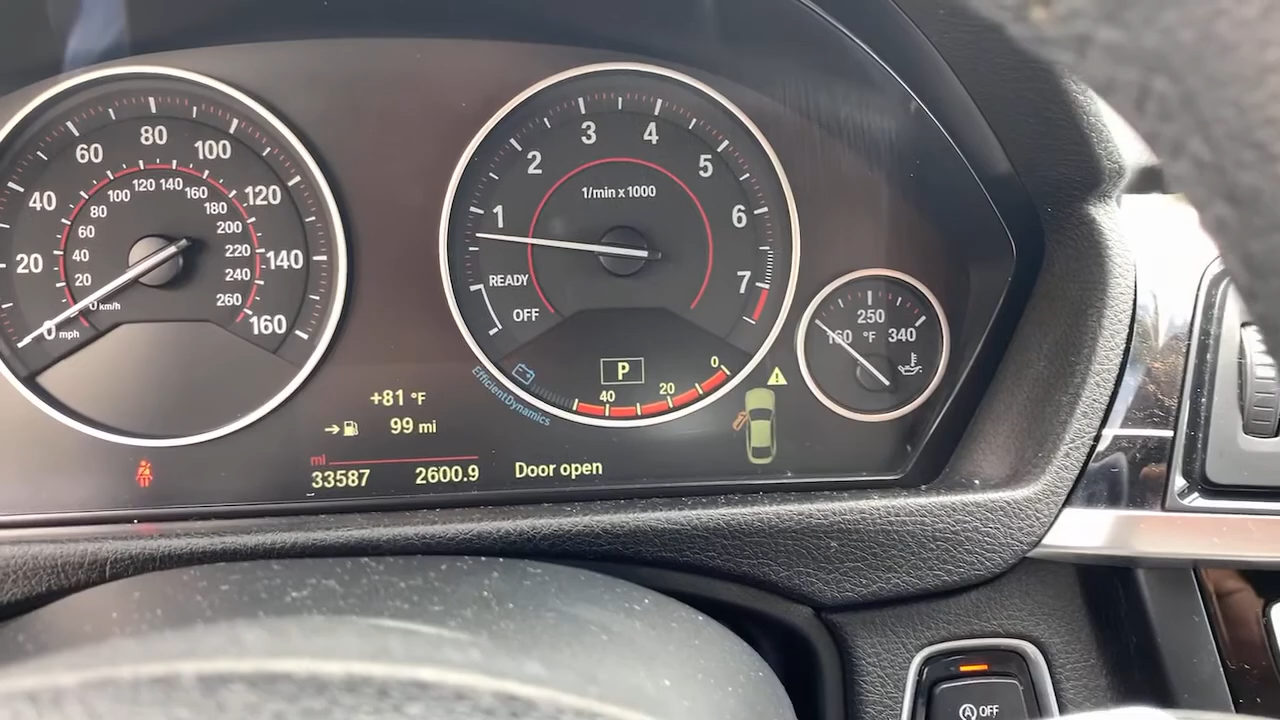 20
40
60
80
100
120
140
160
0 mph
20
40
60
80
100
120
140
160
180
200
220
240
260
0 km/h
1
2
3
4
5
6
7
1/min x 1000
READY
OFF
P
40
20
0
EfficientDynamics
160
250
340
°F
+81 °F
99 mi
mi
33587
2600.9
Door open
A OFF